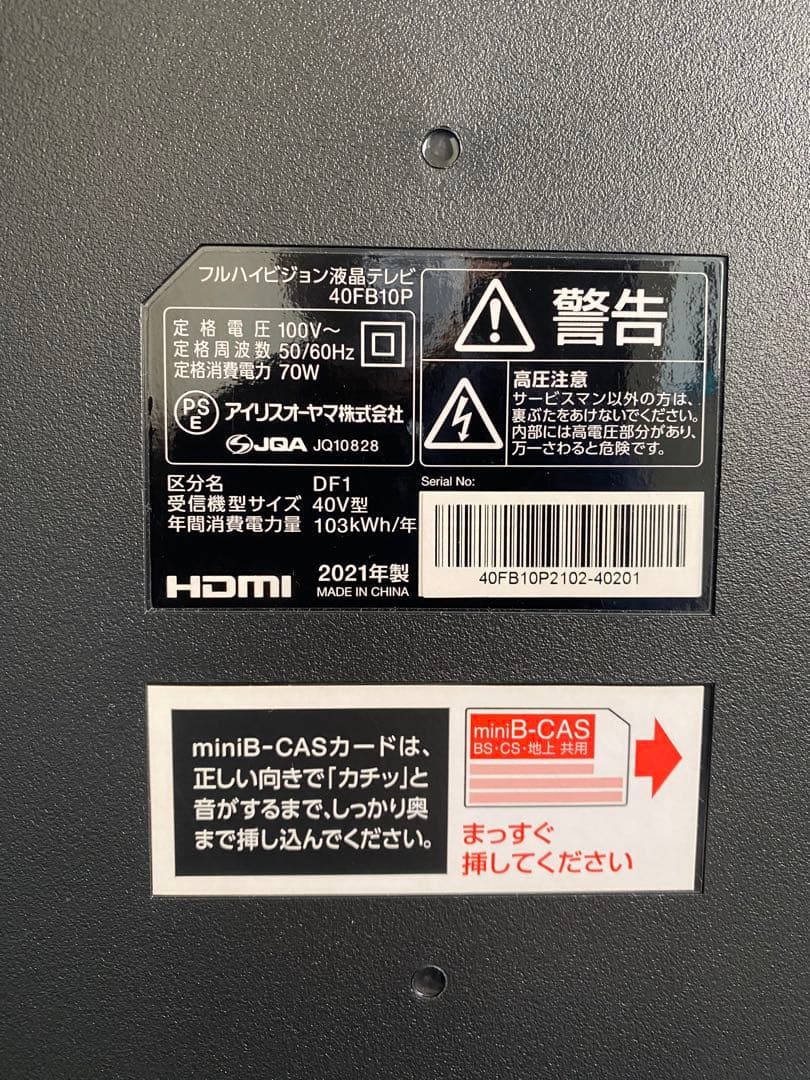 フルハイビジョン液晶テレビ
40FB10P
定格電圧 100V～
定格周波数 50/60Hz
定格消費電力 70W
PS
E
アイリスオーヤマ株式会社
JQA JQ10828
区分名 DF1
受信機型サイズ 40V型
年間消費電力量 103kWh/年
HDMI
2021年製
MADE IN CHINA
警告
高圧注意
サービスマン以外の方は、
裏ぶたをあけないでください。
内部には高電圧部分があり、
万一さわると危険です。
Serial No:
40FB10P2102-40201
miniB-CASカードは、
正しい向きで「カチッ」と
音がするまで、しっかり奥
まで挿し込んでください。
miniB-CAS
BS・CS・地上 共用
まっすぐ
挿してください